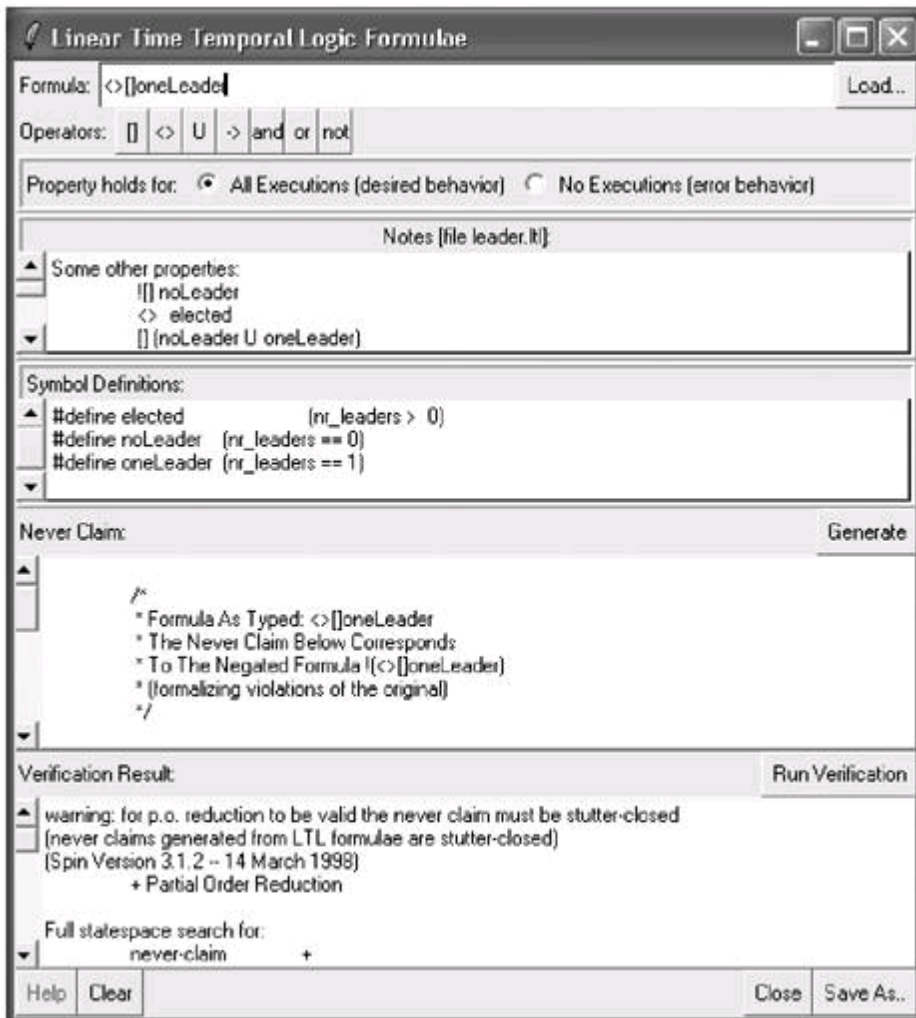 Linear Time Temporal Logic Formulae
Formula: <>[]oneLeader Load...
Operators: [] <> U -> and or not
Property holds for: All Executions (desired behavior) No Executions (error behavior)
Notes [file leader.ltl]:
Some other properties:
![] noLeader
<> elected
[] (noLeader U oneLeader)
Symbol Definitions:
#define elected (nr_leaders > 0)
#define noLeader (nr_leaders == 0)
#define oneLeader (nr_leaders == 1)
Never Claim: Generate
/*
* Formula As Typed: <>[]oneLeader
* The Never Claim Below Corresponds
* To The Negated Formula !(<>[]oneLeader)
* (formalizing violations of the original)
*/
Verification Result: Run Verification
warning: for p.o. reduction to be valid the never claim must be stutter-closed
(never claims generated from LTL formulae are stutter-closed)
(Spin Version 3.1.2 -- 14 March 1998)
+ Partial Order Reduction
Full statespace search for:
never-claim +
Help Clear Close Save As..